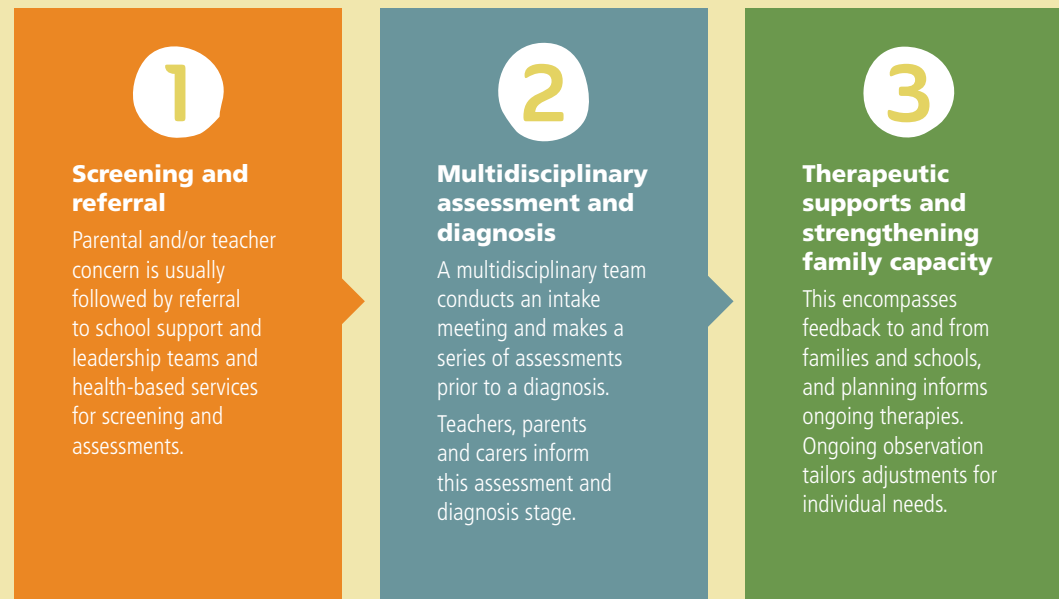 1
Screening and
referral
Parental and/or teacher
concern is usually
followed by referral
to school support and
leadership teams and
health-based services
for screening and
assessments.
2
Multidisciplinary
assessment and
diagnosis
A multidisciplinary team
conducts an intake
meeting and makes a
series of assessments
prior to a diagnosis.
Teachers, parents
and carers inform
this assessment and
diagnosis stage.
3
Therapeutic
supports and
strengthening
family capacity
This encompasses
feedback to and from
families and schools,
and planning informs
ongoing therapies.
Ongoing observation
tailors adjustments for
individual needs.